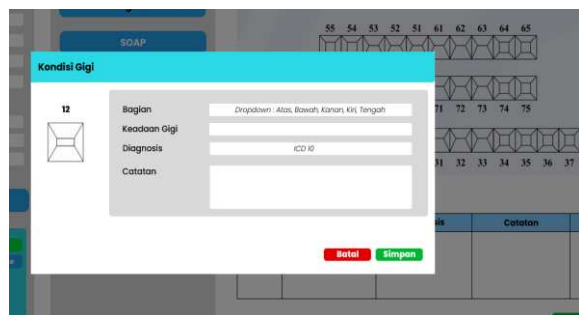 SOAP
55 54 53 52 51 61 62 63 64 65
Kondisi Gigi
12
Bagian
Dropdown : Atas, Bawah, Kanan, Kiri, Tengah
Keadaan Gigi
Diagnosis
ICD 10
Catatan
Batal
Simpan
71 72 73 74 75
31 32 33 34 35 36 37
Catatan